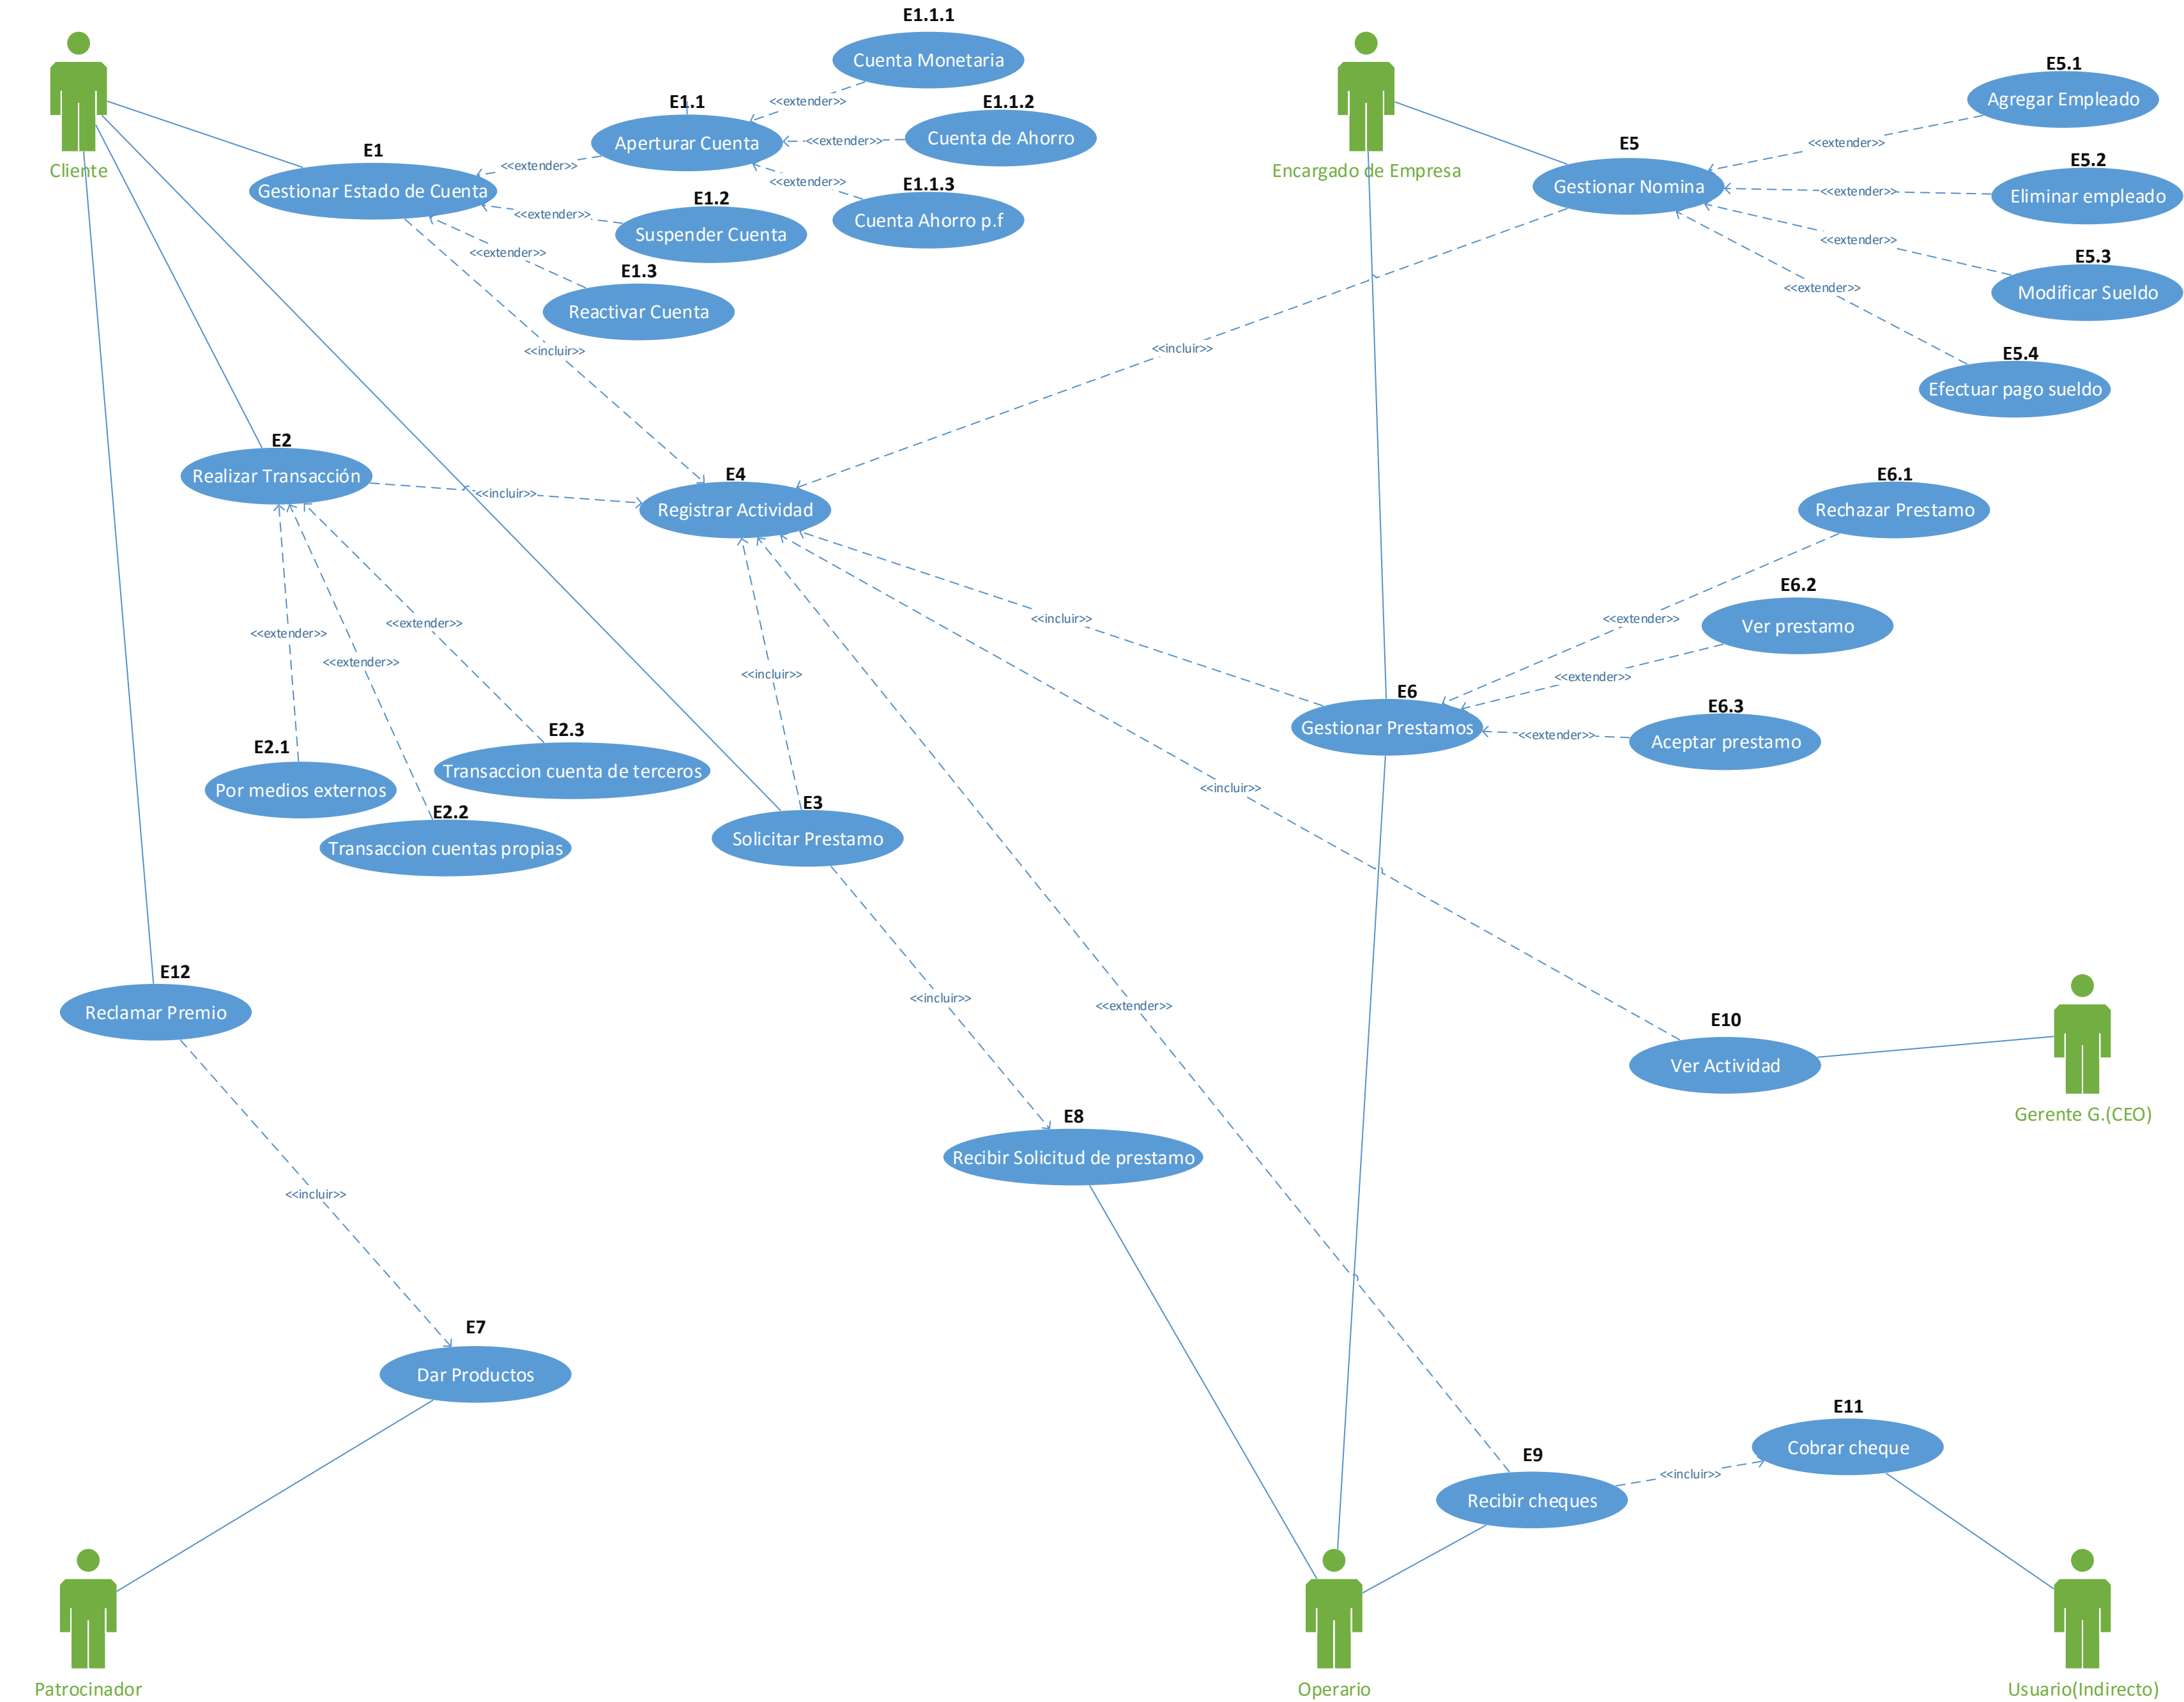 E1.1.1
Cuenta Monetaria
E5.1
Agregar Empleado
<<extender>>
E1.1
E1.1.2
Cuenta de Ahorro
Aperturar Cuenta
<<extender>>
<<extender>>
E5
E1
<<extender>>
E5.2
Cliente
Encargado de Empresa
<<extender>>
Gestionar Nomina
<<extender>>
Eliminar empleado
Gestionar Estado de Cuenta
E1.1.3
Cuenta Ahorro p.f
E1.2
<<extender>>
Suspender Cuenta
<<extender>>
<<extender>>
E5.3
Modificar Sueldo
E1.3
Reactivar Cuenta
<<extender>>
<<incluir>>
<<incluir>>
E5.4
Efectuar pago sueldo
E2
Realizar Transacción
<<incluir>>
E4
Registrar Actividad
E6.1
Rechazar Prestamo
E6.2
Ver prestamo
<<incluir>>
<<extender>>
<<extender>>
<<extender>>
<<extender>>
<<incluir>>
<<extender>>
E6
Gestionar Prestamos
E6.3
Aceptar prestamo
<<extender>>
E2.3
Transaccion cuenta de terceros
E2.1
Por medios externos
<<incluir>>
E2.2
Transaccion cuentas propias
E3
Solicitar Prestamo
E12
Reclamar Premio
<<incluir>>
<<extender>>
E10
Ver Actividad
Gerente G.(CEO)
E8
Recibir Solicitud de prestamo
<<incluir>>
E7
Dar Productos
E11
Cobrar cheque
E9
<<incluir>>
Recibir cheques
Patrocinador
Operario
Usuario(Indirecto)